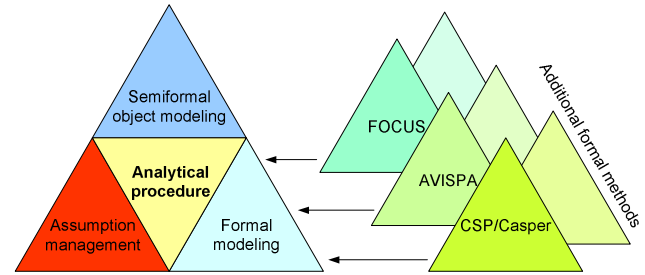 Semiformal
object modeling
Analytical
procedure
Assumption
management
Formal
modeling
FOCUS
AVISPA
CSP/Casper
Additional formal methods